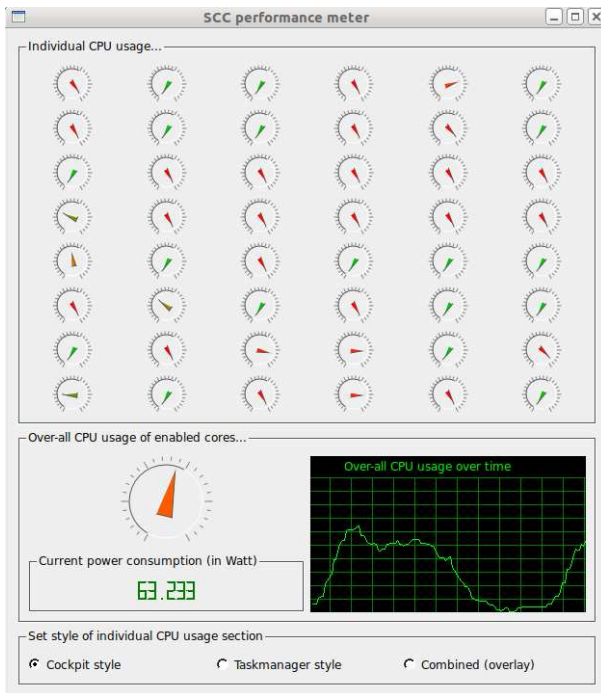 SCC performance meter
Individual CPU usage...
Over-all CPU usage of enabled cores...
Over-all CPU usage over time
Current power consumption (in Watt)
63.233
Set style of individual CPU usage section
Cockpit style
Taskmanager style
Combined (overlay)